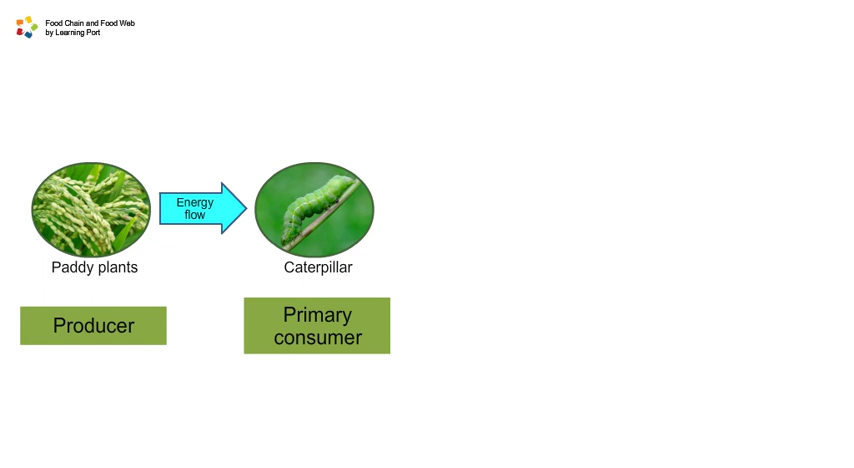 Food Chain and Food Web
by Learning Port
Energy
flow
Paddy plants
Caterpillar
Producer
Primary
consumer